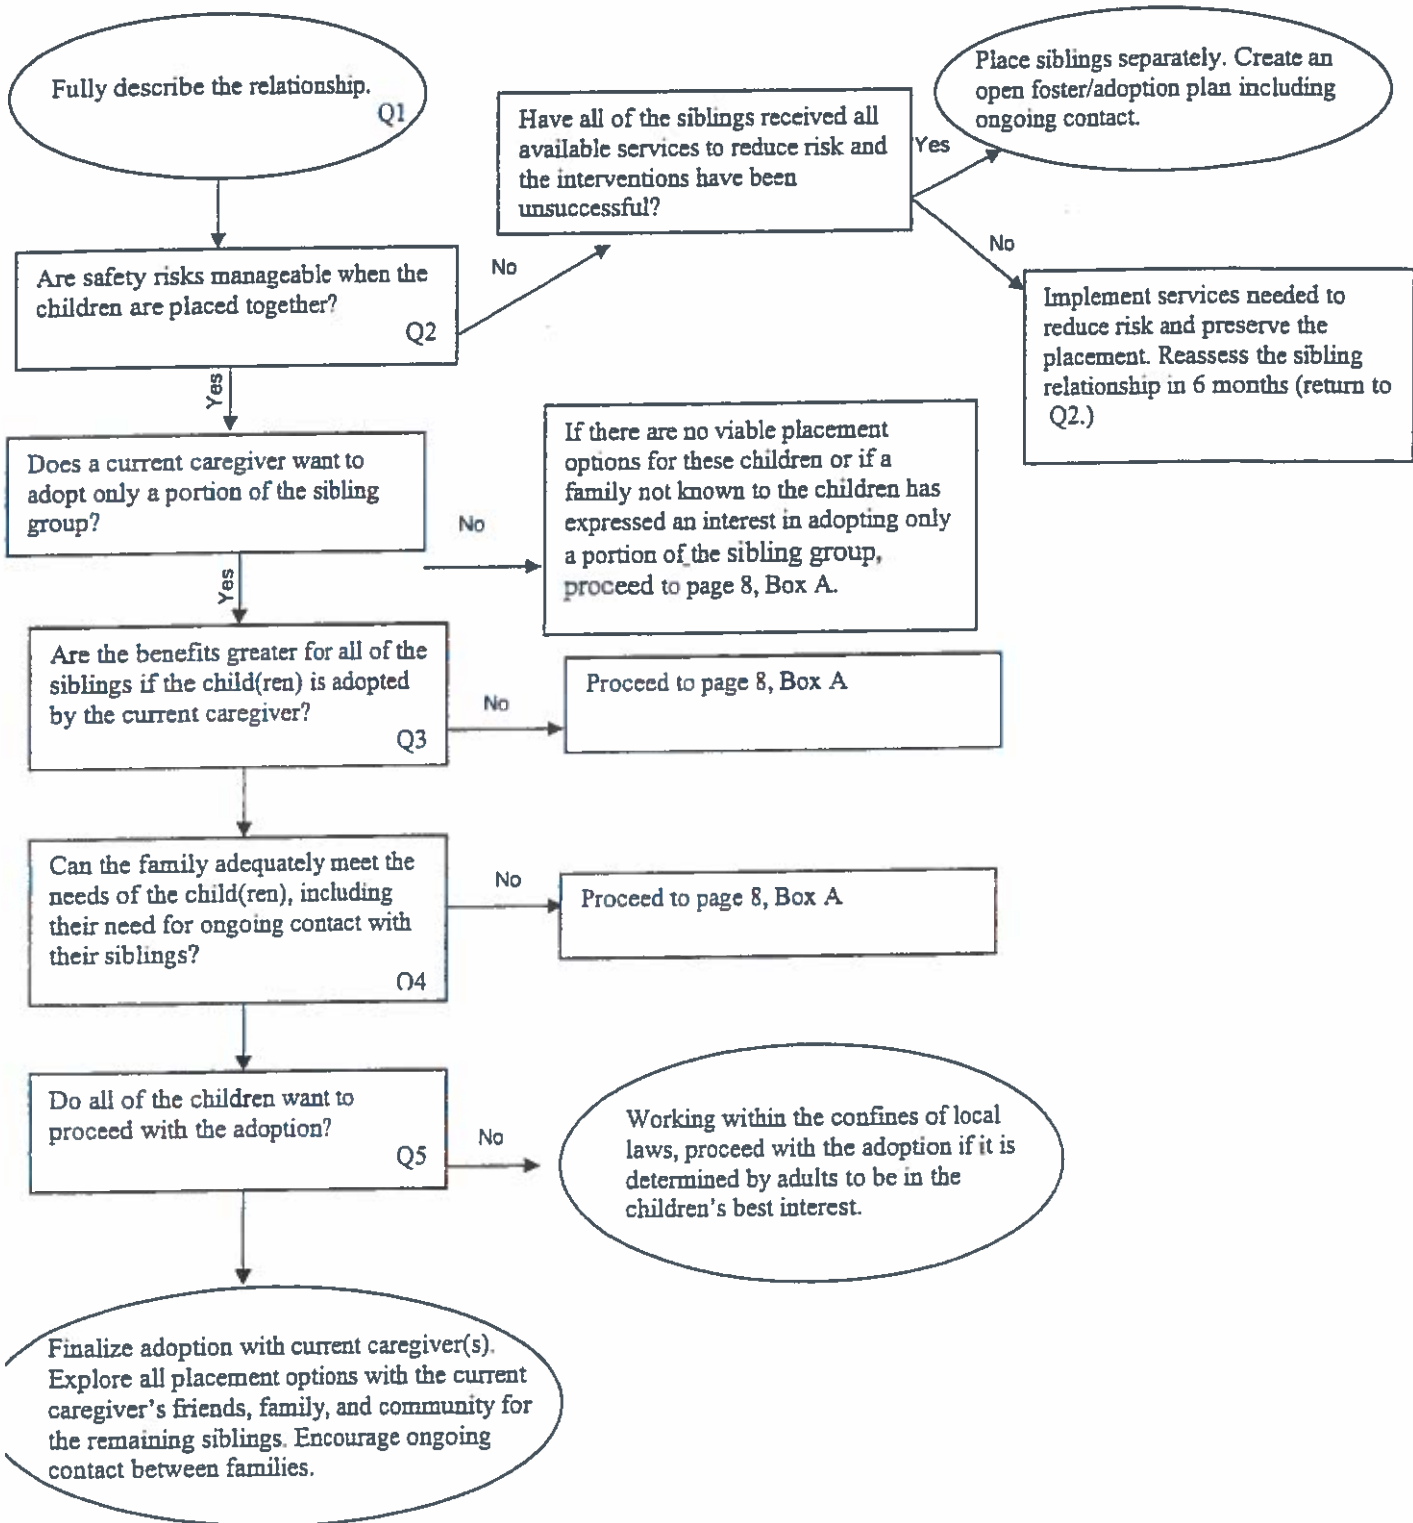 Fully describe the relationship.
Q1
Have all of the siblings received all
available services to reduce risk and
the interventions have been
unsuccessful?
Yes
Place siblings separately. Create an
open foster/adoption plan including
ongoing contact.
No
Implement services needed to
reduce risk and preserve the
placement. Reassess the sibling
relationship in 6 months (return to
Q2.)
Are safety risks manageable when the
children are placed together?
Q2
No
Yes
Does a current caregiver want to
adopt only a portion of the sibling
group?
No
If there are no viable placement
options for these children or if a
family not known to the children has
expressed an interest in adopting only
a portion of the sibling group,
proceed to page 8, Box A.
Yes
Are the benefits greater for all of the
siblings if the child(ren) is adopted
by the current caregiver?
Q3
No
Proceed to page 8, Box A
Can the family adequately meet the
needs of the child(ren), including
their need for ongoing contact with
their siblings?
Q4
No
Proceed to page 8, Box A
Do all of the children want to
proceed with the adoption?
Q5
No
Working within the confines of local
laws, proceed with the adoption if it is
determined by adults to be in the
children's best interest.
Finalize adoption with current caregiver(s).
Explore all placement options with the current
caregiver's friends, family, and community for
the remaining siblings. Encourage ongoing
contact between families.